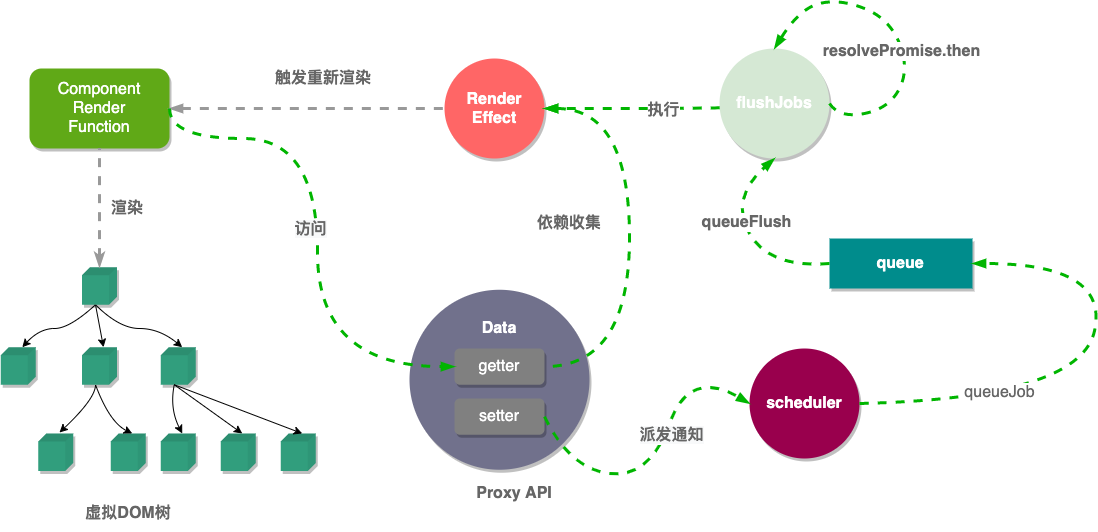 resolvePromise.then
触发重新渲染
Component
Render
Function
Render
Effect
执行
flushJobs
渲染
访问
依赖收集
queueFlush
queue
Data
getter
setter
scheduler
queueJob
派发通知
Proxy API
虚拟DOM树